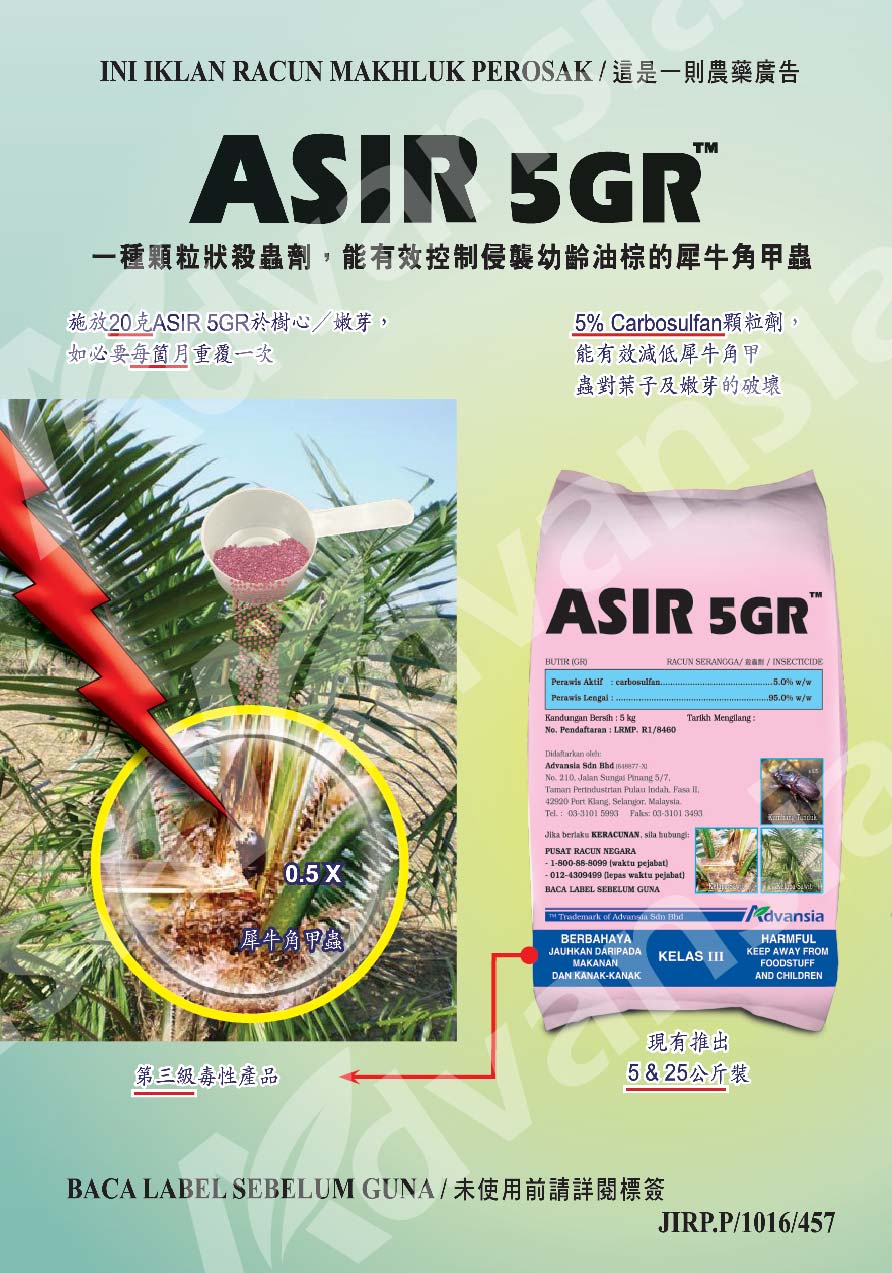 INI IKLAN RACUN MAKHLUK PEROSAK / 這是一則農藥廣告
ASIR 5GR™
一種顆粒狀殺蟲劑，能有效控制侵襲幼齡油棕的犀牛角甲蟲
施放20克ASIR 5GR於樹心／嫩芽，
如必要每箇月重覆一次
5% Carbosulfan顆粒劑，
能有效減低犀牛角甲
蟲對葉子及嫩芽的破壞
0.5 X
犀牛角甲蟲
ASIR 5GR™
BUTIR (GR) RACUN SERANGGA/ 殺蟲劑 / INSECTICIDE
Perawis Aktif : carbosulfan...............................................5.0% w/w
Perawis Lengai : ..................................................................95.0% w/w
Kandungan Bersih : 5 kg Tarikh Mengilang :
No. Pendaftaran : LRMP. R1/8460
Didaftarkan oleh:
Advansia Sdn Bhd (648877-X)
No. 210, Jalan Sungai Pinang 5/7,
Taman Perindustrian Pulau Indah, Fasa II,
42920 Port Klang, Selangor, Malaysia.
Tel. : 03-3101 5993 Faks: 03-3101 3493
Kumbang Tanduk
Jika berlaku KERACUNAN, sila hubungi:
PUSAT RACUN NEGARA
- 1-800-88-8099 (waktu pejabat)
- 012-4309499 (lepas waktu pejabat)
BACA LABEL SEBELUM GUNA
Kelapa Sawit
Kelapa Sawit
™ Trademark of Advansia Sdn Bhd
Advansia
BERBAHAYA
JAUHKAN DARIPADA
MAKANAN
DAN KANAK-KANAK
KELAS III
HARMFUL
KEEP AWAY FROM
FOODSTUFF
AND CHILDREN
第三級毒性產品
現有推出
5 & 25公斤裝
BACA LABEL SEBELUM GUNA / 未使用前請詳閱標簽
JIRP.P/1016/457
Advansia